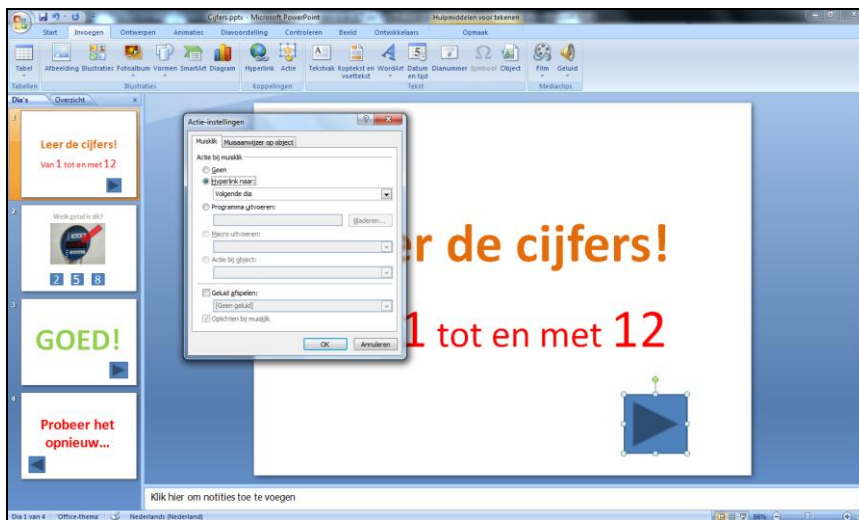 Cijfers.pptx - Microsoft PowerPoint
Hulpmiddelen voor tekenen
Start Invoegen Ontwerpen Animaties Diavoorstelling Controleren Beeld Ontwikkelaars Opmaak
Tabel Afbeelding Illustraties Fotoalbum Vormen SmartArt Diagram Hyperlink Actie Tekstvak Koptekst en voettekst WordArt Datum en tijd Dianummer Symbool Object Film Geluid
Tabellen Illustraties Koppelingen Tekst Mediaclips
Dia's Overzicht x
1
Leer de cijfers!
Van 1 tot en met 12
2
Welk getal is dit?
2 5 8
3
GOED!
4
Probeer het
opnieuw...
Actie-instellingen
Muisklik Muisaanwijzer op object
Actie bij muisklik
Geen
Hyperlink naar:
Volgende dia
Programma uitvoeren:
Bladeren...
Macro uitvoeren:
Actie bij object:
Geluid afspelen:
[Geen geluid]
Oplichten bij muisklik
OK Annuleren
er de cijfers!
1 tot en met 12
Klik hier om notities toe te voegen
Dia 1 van 4 "Office-thema" Nederlands (Nederland) 86%